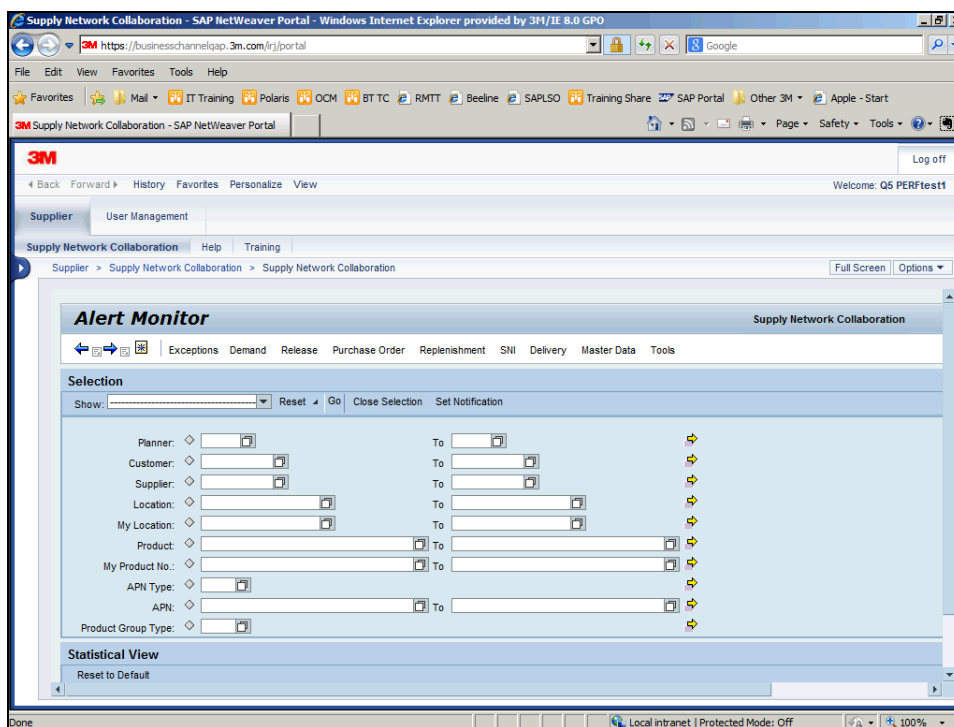 Supply Network Collaboration - SAP NetWeaver Portal - Windows Internet Explorer provided by 3M/IE 8.0 GPO
3M https://businesschannelqap.3m.com/irj/portal
Google
File Edit View Favorites Tools Help
Favorites Mail IT Training Polaris OCM BT TC RMTT Beeline SAPLSO Training Share SAP Portal Other 3M Apple - Start
3M Supply Network Collaboration - SAP NetWeaver Portal
Page Safety Tools
3M
Log off
Back Forward History Favorites Personalize View
Welcome: Q5 PERFtest1
Supplier User Management
Supply Network Collaboration Help Training
Supplier > Supply Network Collaboration > Supply Network Collaboration
Full Screen Options
Alert Monitor
Supply Network Collaboration
Exceptions Demand Release Purchase Order Replenishment SNI Delivery Master Data Tools
Selection
Show: Reset Go Close Selection Set Notification
Planner: To
Customer: To
Supplier: To
Location: To
My Location: To
Product: To
My Product No.: To
APN Type:
APN: To
Product Group Type:
Statistical View
Reset to Default
Done
Local intranet | Protected Mode: Off
100%